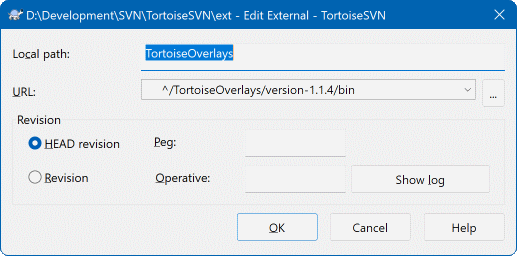 D:\Development\SVN\TortoiseSVN\ext - Edit External - TortoiseSVN
Local path: TortoiseOverlays
URL: ^/TortoiseOverlays/version-1.1.4/bin ...
Revision
HEAD revision Peg:
Revision Operative: Show log
OK Cancel Help